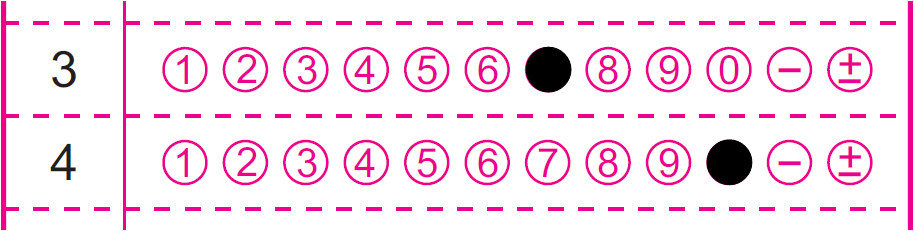 3 ① ② ③ ④ ⑤ ⑥ ● ⑧ ⑨ ⓪ ⊖ ±
4 ① ② ③ ④ ⑤ ⑥ ⑦ ⑧ ⑨ ● ⊖ ±